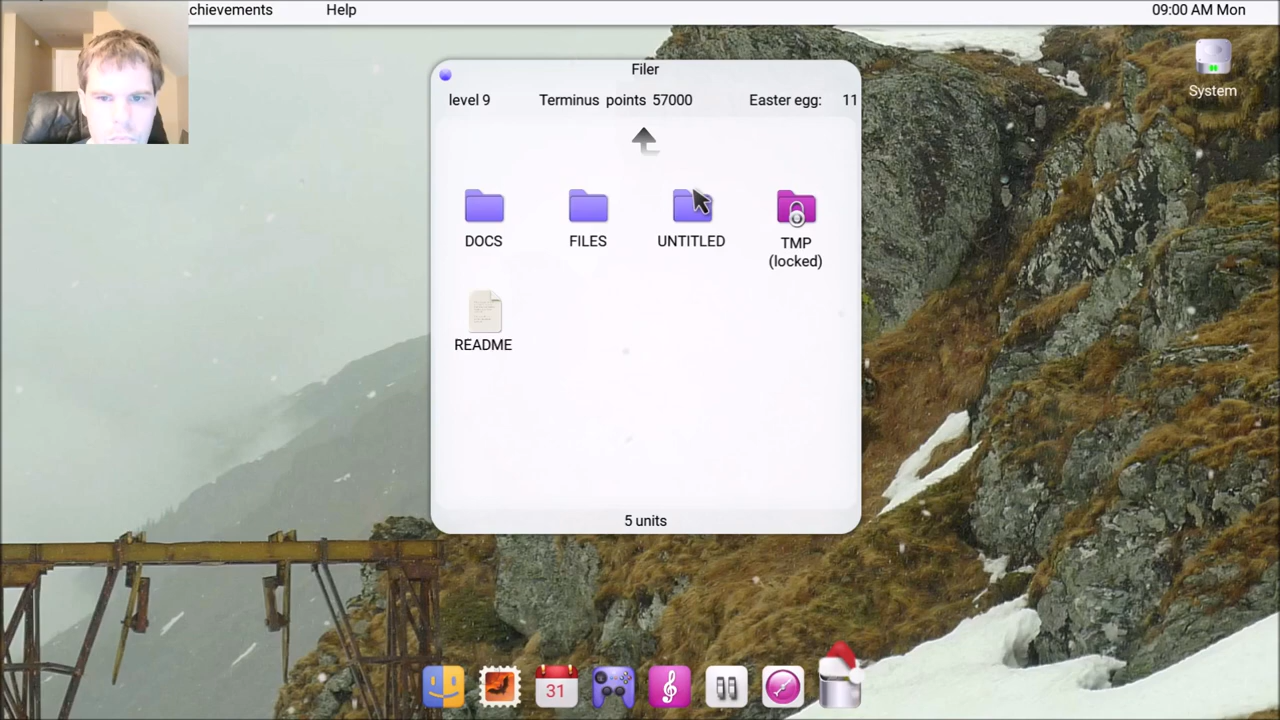 chievements Help 09:00 AM Mon
System
Filer
level 9 Terminus points 57000 Easter egg: 11
DOCS FILES UNTITLED TMP
(locked)
README
5 units
31